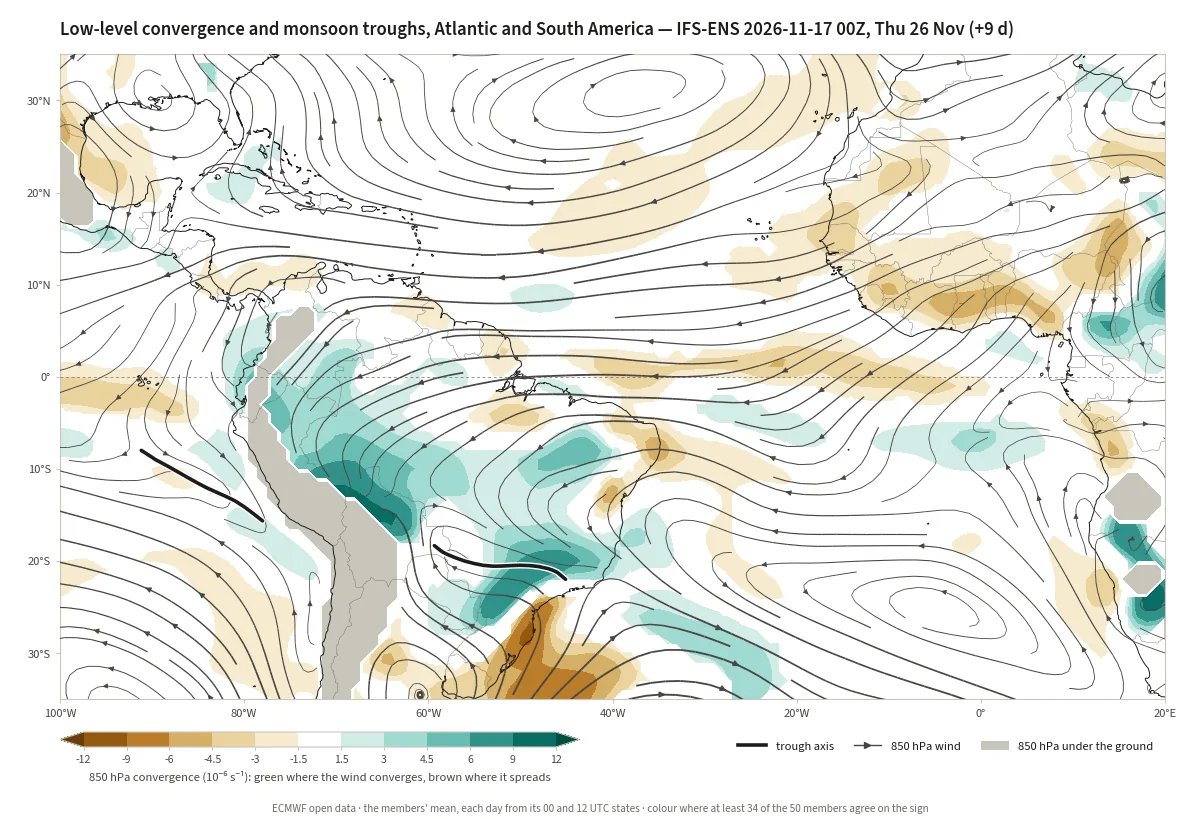 Low-level convergence and monsoon troughs, Atlantic and South America — IFS-ENS 2026-11-17 00Z, Thu 26 Nov (+9 d)
30°N
20°N
10°N
0°
10°S
20°S
30°S
100°W 80°W 60°W 40°W 20°W 0° 20°E
-12 -9 -6 -4.5 -3 -1.5 1.5 3 4.5 6 9 12
850 hPa convergence (10⁻⁶ s⁻¹): green where the wind converges, brown where it spreads
trough axis 850 hPa wind 850 hPa under the ground
ECMWF open data · the members' mean, each day from its 00 and 12 UTC states · colour where at least 34 of the 50 members agree on the sign